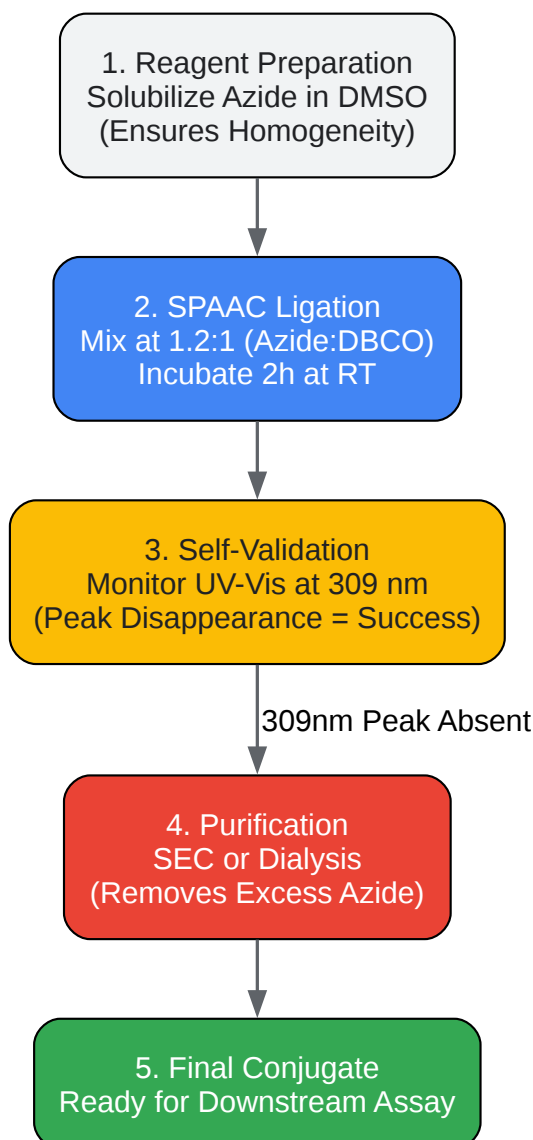 1. Reagent Preparation
Solubilize Azide in DMSO
(Ensures Homogeneity)
2. SPAAC Ligation
Mix at 1.2:1 (Azide:DBCO)
Incubate 2h at RT
3. Self-Validation
Monitor UV-Vis at 309 nm
(Peak Disappearance = Success)
309nm Peak Absent
4. Purification
SEC or Dialysis
(Removes Excess Azide)
5. Final Conjugate
Ready for Downstream Assay